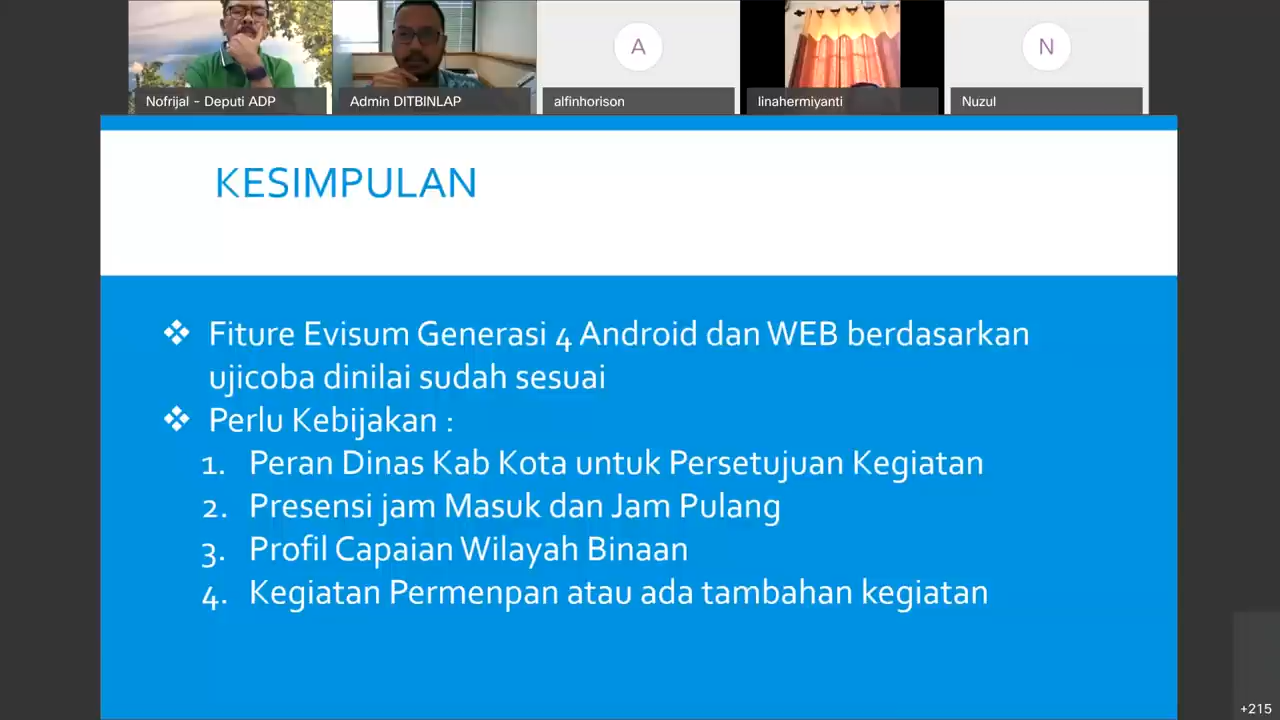 Nofrijal - Deputi ADP
Admin DITBINLAP
A
alfinhorison
linahermiyanti
N
Nuzul
KESIMPULAN
❖ Fiture Evisum Generasi 4 Android dan WEB berdasarkan
ujicoba dinilai sudah sesuai
❖ Perlu Kebijakan :
1. Peran Dinas Kab Kota untuk Persetujuan Kegiatan
2. Presensi jam Masuk dan Jam Pulang
3. Profil Capaian Wilayah Binaan
4. Kegiatan Permenpan atau ada tambahan kegiatan
+215